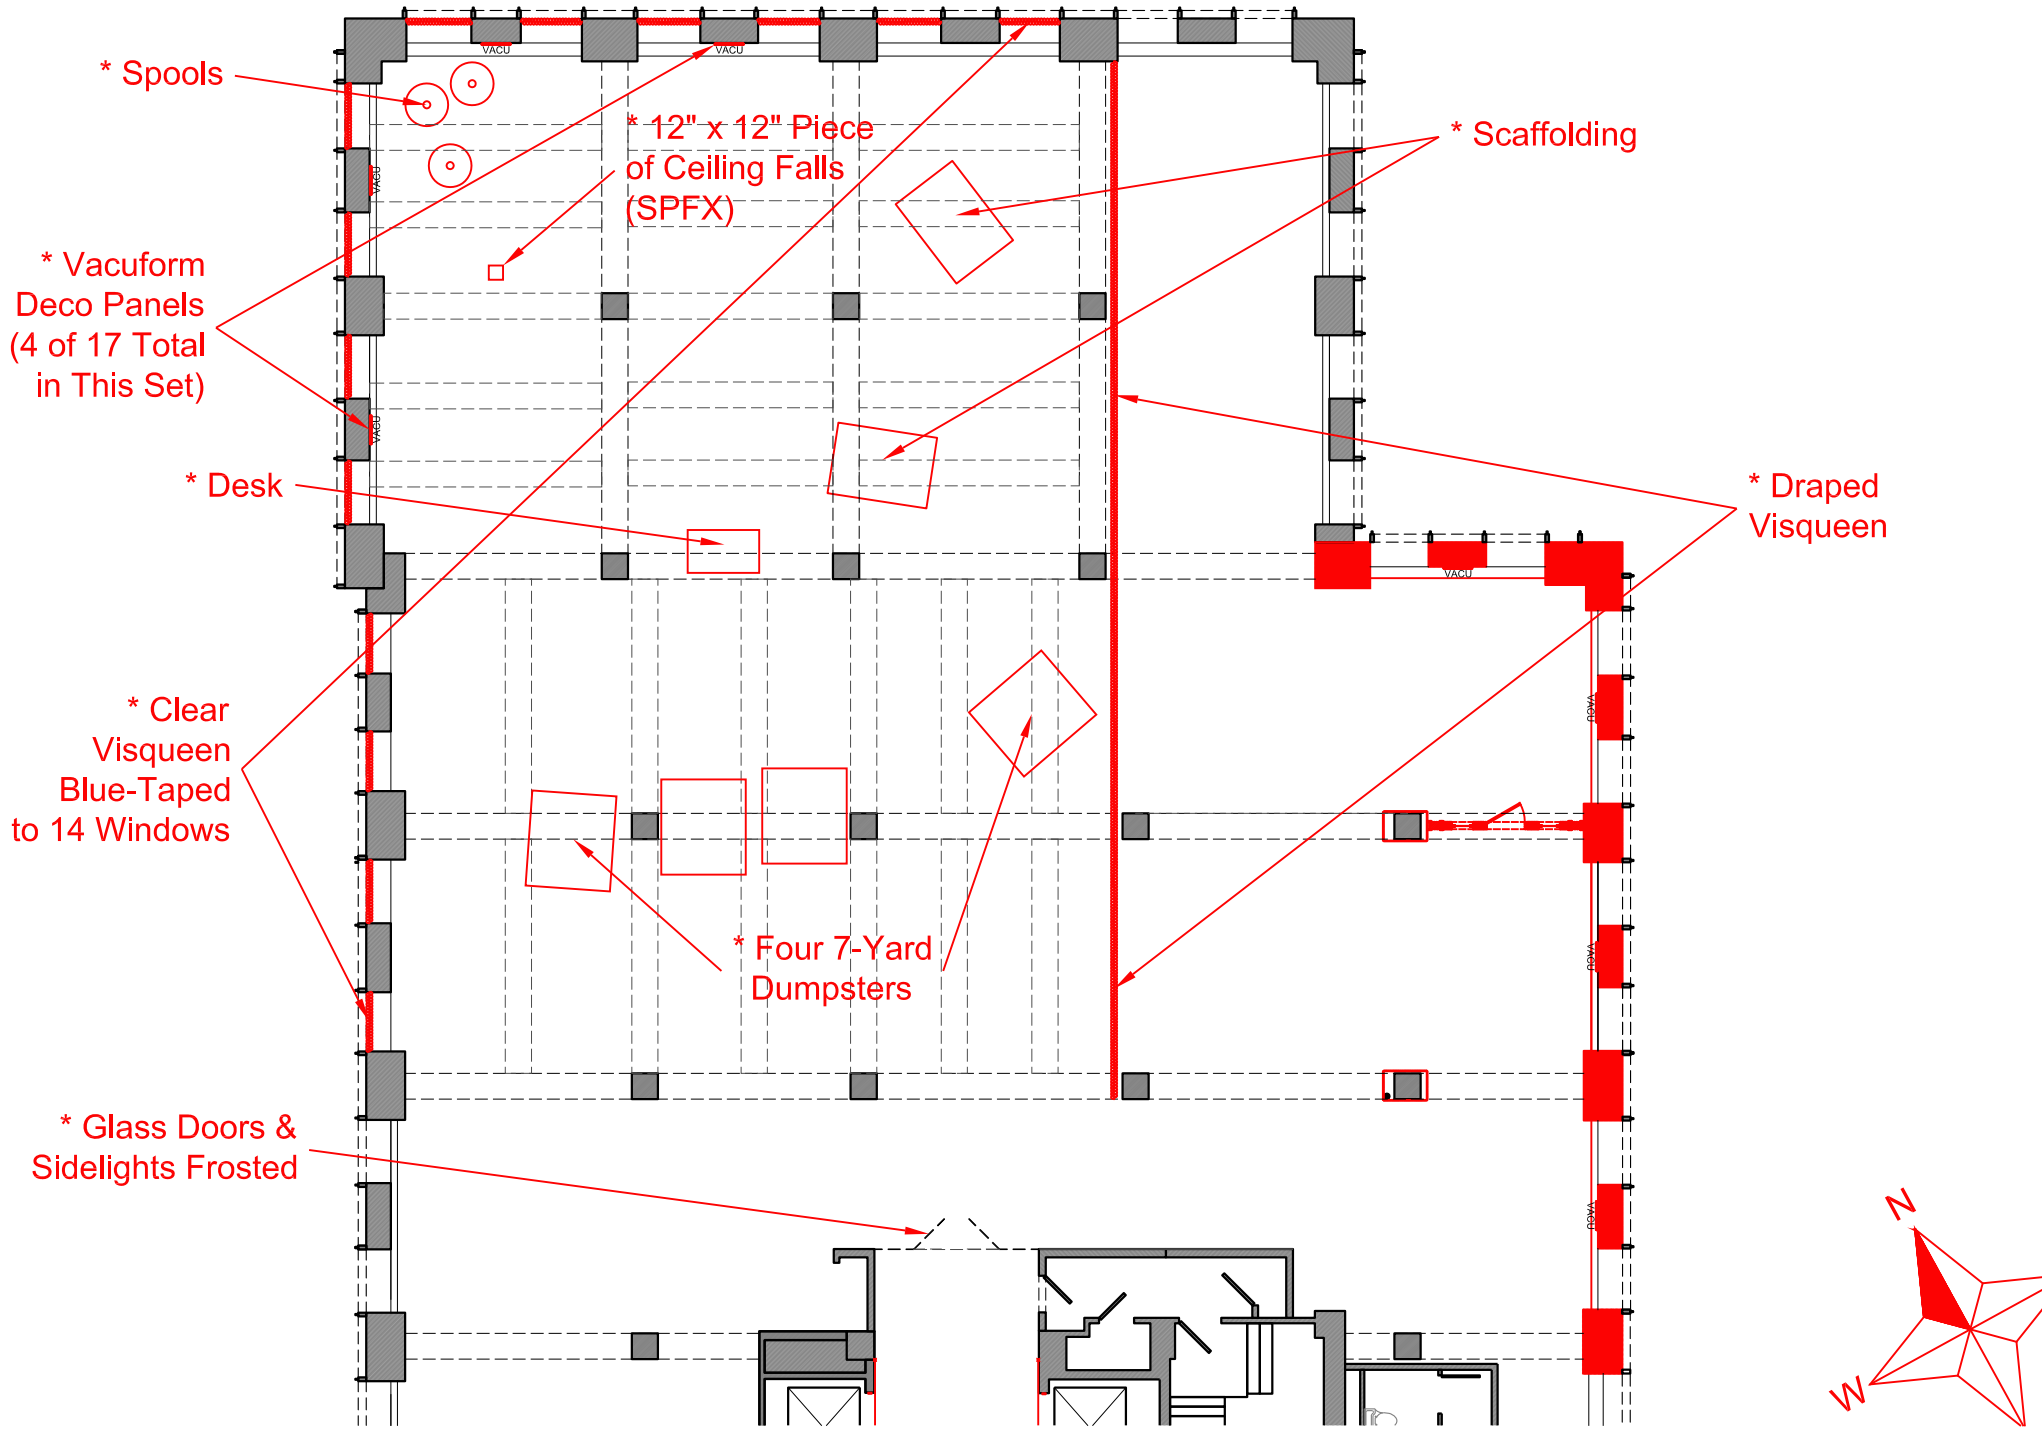 VACU
VACU
* Spools
* 12" x 12" Piece
of Ceiling Falls
(SPFX)
* Scaffolding
VACU
* Vacuform
Deco Panels
(4 of 17 Total
in This Set)
VACU
* Desk
* Draped
Visqueen
VACU
* Clear
Visqueen
Blue-Taped
to 14 Windows
VACU
* Four 7-Yard
Dumpsters
VACU
* Glass Doors &
Sidelights Frosted
VACU
N
W